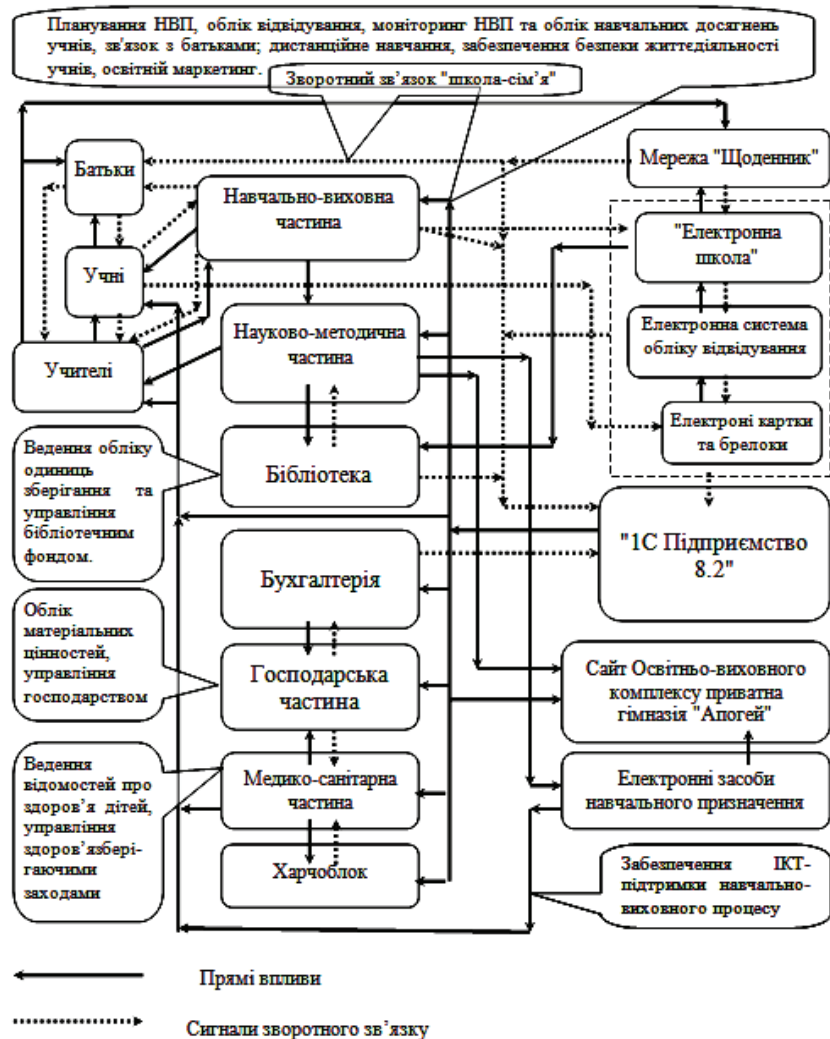 Планування НВП, облік відвідування, моніторинг НВП та облік навчальних досягнень
учнів, зв'язок з батьками; дистанційне навчання, забезпечення безпеки життєдіяльності
учнів, освітній маркетинг.
Зворотний зв’язок "школа-сім’я"
Батьки
Навчально-виховна
частина
Мережа "Щоденник"
"Електронна
школа"
Учні
Науково-методична
частина
Електронна система
обліку відвідування
Учителі
Електроні картки
та брелоки
Ведення обліку
одиниць
зберігання та
управління
бібліотечним
фондом.
Бібліотека
"1С Підприємство
8.2"
Бухгалтерія
Облік
матеріальних
цінностей,
управління
господарством
Господарська
частина
Сайт Освітньо-виховного
комплексу приватна
гімназія "Апогей"
Ведення
відомостей про
здоров’я дітей,
управління
здоров’язбері-
гаючими
заходами
Медико-санітарна
частина
Електронні засоби
навчального призначення
Харчоблок
Забезпечення ІКТ-
підтримки навчально-
виховного процесу
Прямі впливи
Сигнали зворотного зв’язку